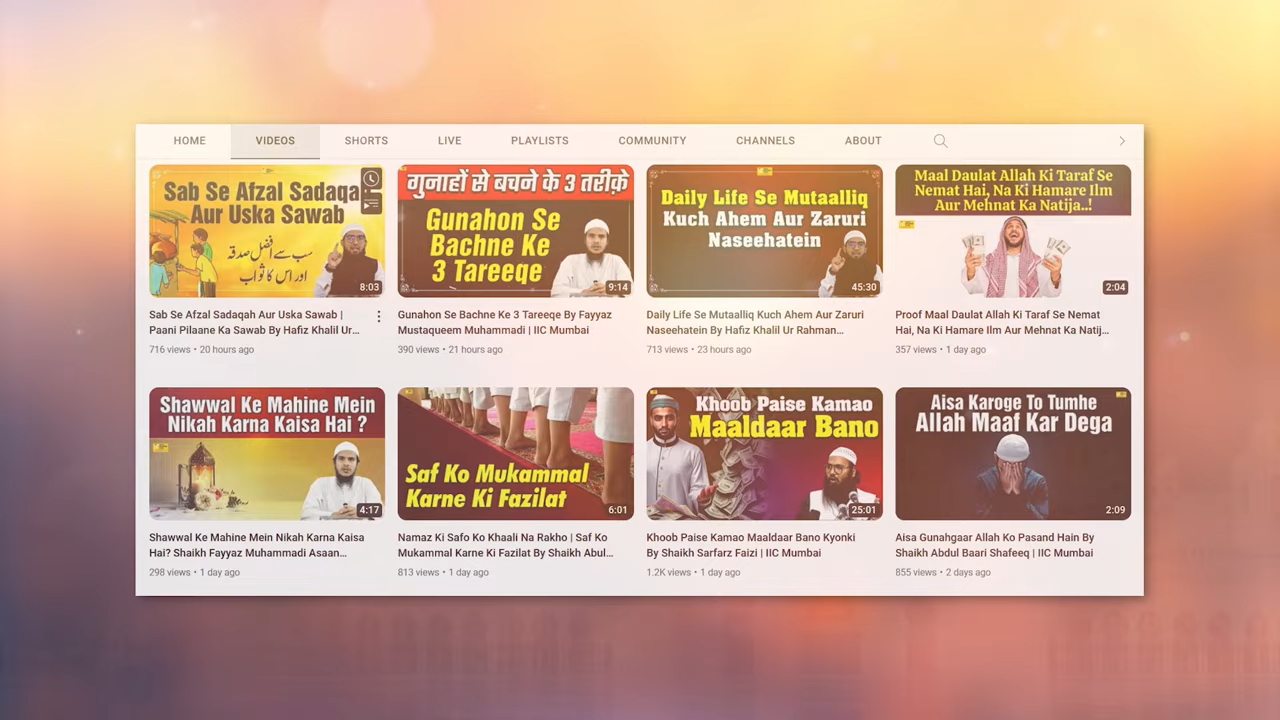 HOME
VIDEOS
SHORTS
LIVE
PLAYLISTS
COMMUNITY
CHANNELS
ABOUT
Sab Se Afzal Sadaqa
Aur Uska Sawab
سب سے افضل صدقہ
اور اس کا ثواب
8:03
Sab Se Afzal Sadaqah Aur Uska Sawab |
Paani Pilaane Ka Sawab By Hafiz Khalil Ur...
716 views • 20 hours ago
गुनाहों से बचने के 3 तरीक़े
Gunahon Se
Bachne Ke
3 Tareeqe
9:14
Gunahon Se Bachne Ke 3 Tareeqe By Fayyaz
Mustaqueem Muhammadi | IIC Mumbai
390 views • 21 hours ago
Daily Life Se Mutaalliq
Kuch Ahem Aur Zaruri
Naseehatein
45:30
Daily Life Se Mutaalliq Kuch Ahem Aur Zaruri
Naseehatein By Hafiz Khalil Ur Rahman...
713 views • 23 hours ago
Maal Daulat Allah Ki Taraf Se
Nemat Hai, Na Ki Hamare Ilm
Aur Mehnat Ka Natija..!
2:04
Proof Maal Daulat Allah Ki Taraf Se Nemat
Hai, Na Ki Hamare Ilm Aur Mehnat Ka Natij...
357 views • 1 day ago
Shawwal Ke Mahine Mein
Nikah Karna Kaisa Hai ?
4:17
Shawwal Ke Mahine Mein Nikah Karna Kaisa
Hai? Shaikh Fayyaz Muhammadi Asaan...
298 views • 1 day ago
Saf Ko Mukammal
Karne Ki Fazilat
6:01
Namaz Ki Safo Ko Khaali Na Rakho | Saf Ko
Mukammal Karne Ki Fazilat By Shaikh Abul...
813 views • 1 day ago
Khoob Paise Kamao
Maaldaar Bano
25:01
Khoob Paise Kamao Maaldaar Bano Kyonki
By Shaikh Sarfarz Faizi | IIC Mumbai
1.2K views • 1 day ago
Aisa Karoge To Tumhe
Allah Maaf Kar Dega
2:09
Aisa Gunahgaar Allah Ko Pasand Hain By
Shaikh Abdul Baari Shafeeq | IIC Mumbai
855 views • 2 days ago